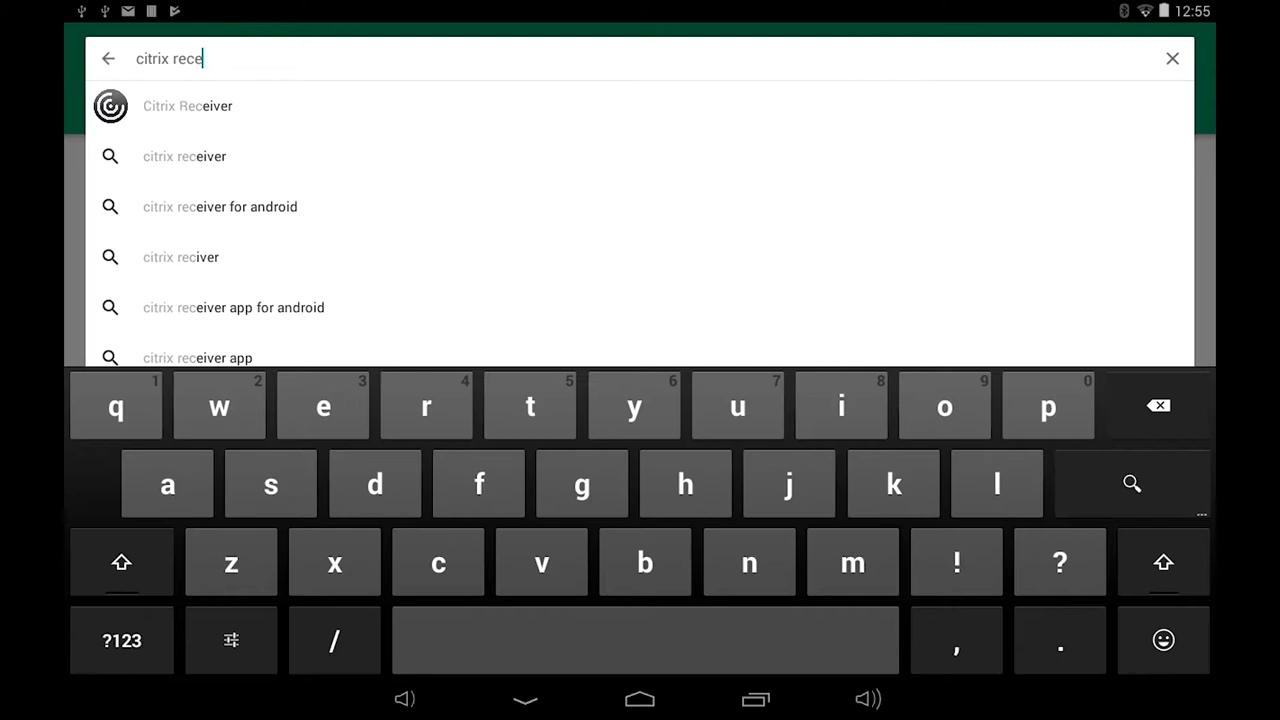 12:55
citrix rece
Citrix Receiver
citrix receiver
citrix receiver for android
citrix reciver
citrix receiver app for android
citrix receiver app
1 2 3 4 5 6 7 8 9 0
q w e r t y u i o p
a s d f g h j k l
...
z x c v b n m ! ?
?123 / , .